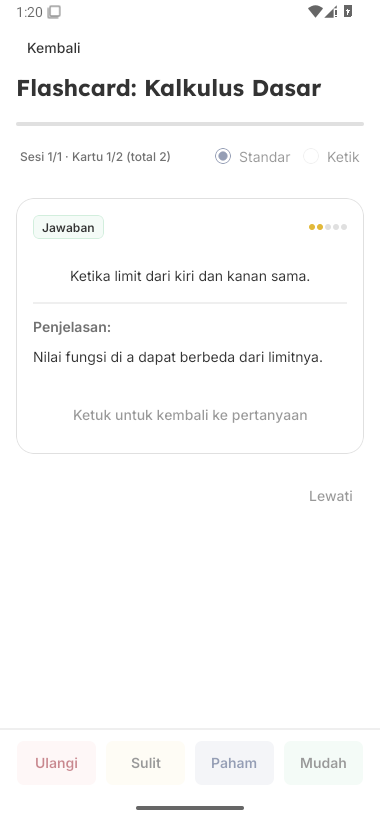 1:20
Kembali
Flashcard: Kalkulus Dasar
Sesi 1/1 · Kartu 1/2 (total 2)
Standar
Ketik
Jawaban
Ketika limit dari kiri dan kanan sama.
Penjelasan:
Nilai fungsi di a dapat berbeda dari limitnya.
Ketuk untuk kembali ke pertanyaan
Lewati
Ulangi
Sulit
Paham
Mudah